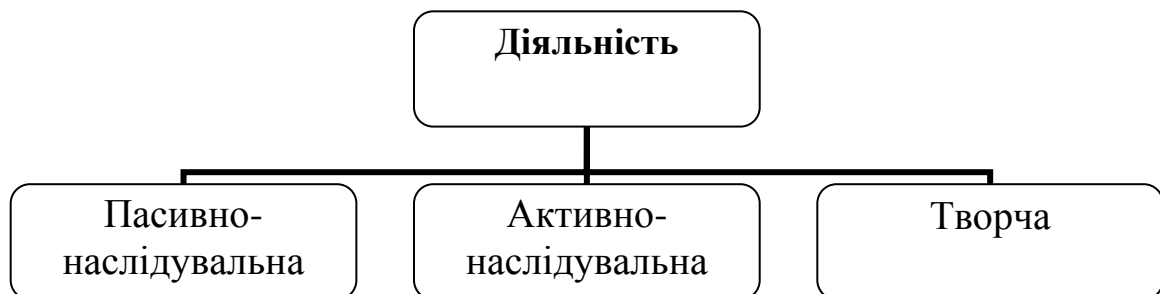 Діяльність
Пасивно-
наслідувальна
Активно-
наслідувальна
Творча